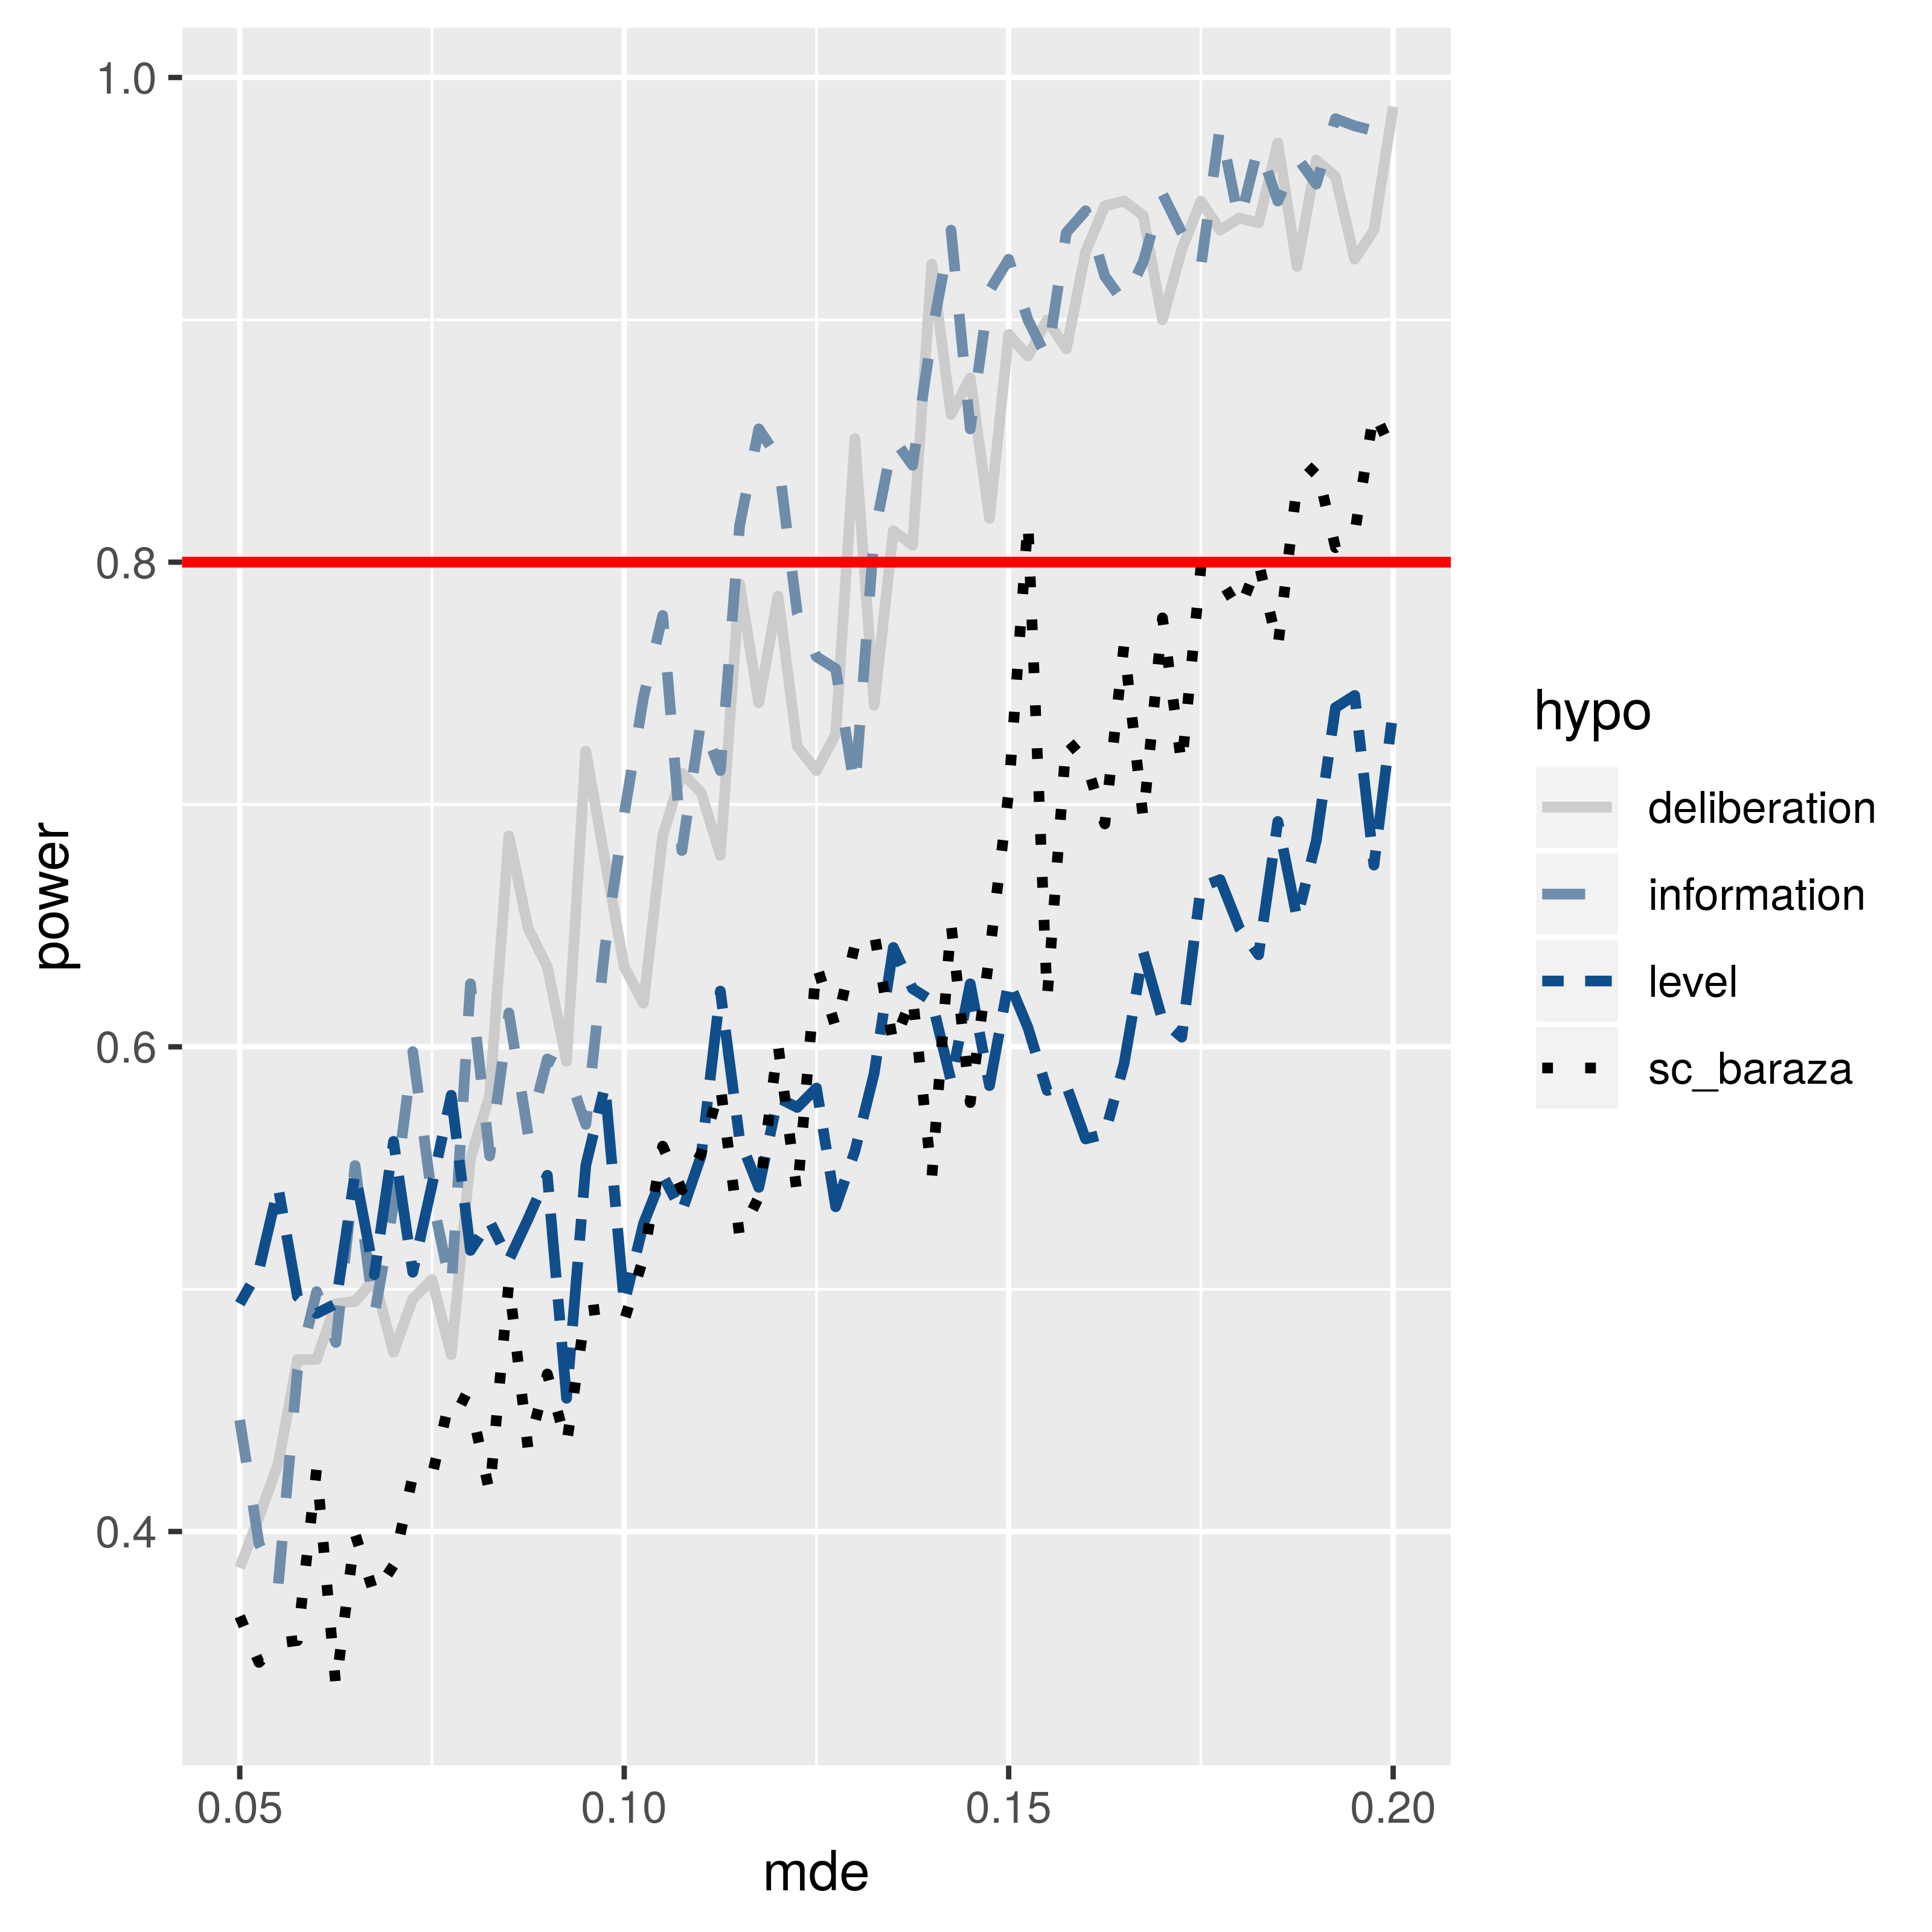 1.0
0.8
0.6
0.4
power
0.05 0.10 0.15 0.20
mde
hypo
deliberation
information
level
sc_baraza